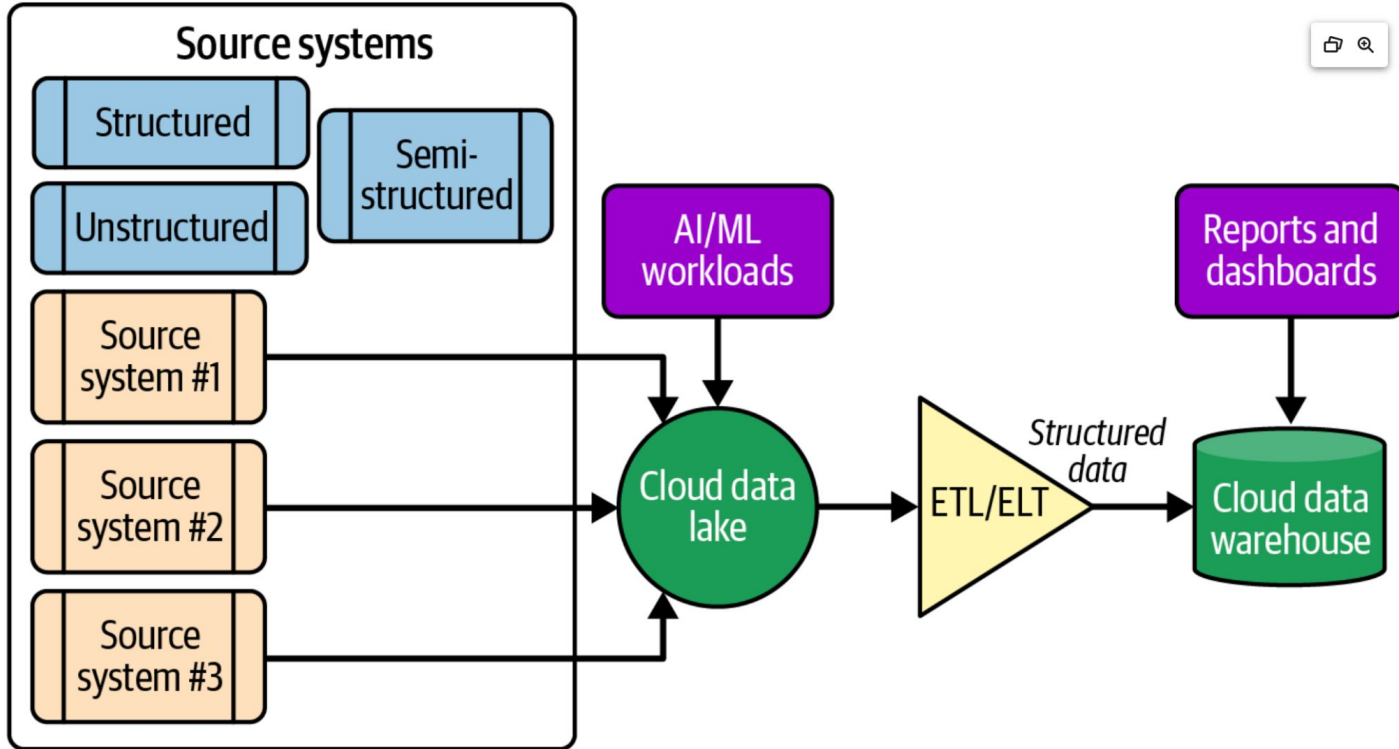 Source systems
Structured
Semi-
structured
Unstructured
Source
system #1
Source
system #2
Source
system #3
AI/ML
workloads
Cloud data
lake
ETL/ELT
Structured
data
Reports and
dashboards
Cloud data
warehouse